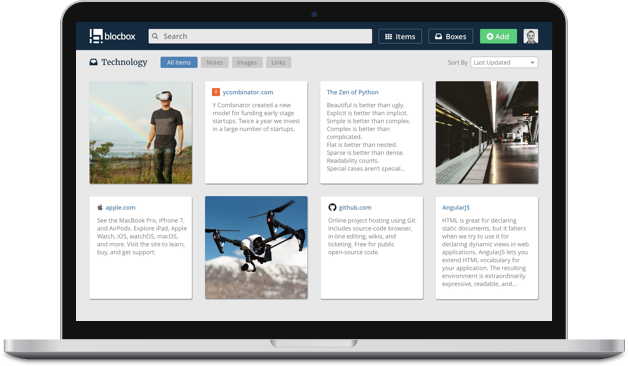 blocbox
Search
Items
Boxes
Add
Technology
All Items
Notes
Images
Links
Sort By
Last Updated
ycombinator.com
Y Combinator created a new
model for funding early stage
startups. Twice a year we invest
in a large number of startups.
The Zen of Python
Beautiful is better than ugly.
Explicit is better than implicit.
Simple is better than complex.
Complex is better than
complicated.
Flat is better than nested.
Sparse is better than dense.
Readability counts.
Special cases aren't special...
apple.com
See the MacBook Pro, iPhone 7,
and AirPods. Explore iPad, Apple
Watch, iOS, watchOS, macOS,
and more. Visit the site to learn,
buy, and get support.
github.com
Online project hosting using Git.
Includes source-code browser,
in-line editing, wikis, and
ticketing. Free for public
open-source code.
AngularJS
HTML is great for declaring
static documents, but it falters
when we try to use it for
declaring dynamic views in web
applications. AngularJS lets you
extend HTML vocabulary for
your application. The resulting
environment is extraordinarily
expressive, readable, and...